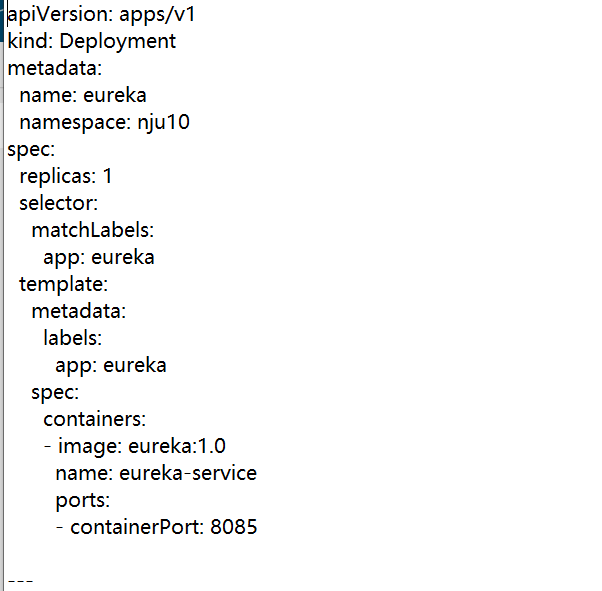 apiVersion: apps/v1
kind: Deployment
metadata:
  name: eureka
  namespace: nju10
spec:
  replicas: 1
  selector:
    matchLabels:
      app: eureka
  template:
    metadata:
      labels:
        app: eureka
    spec:
      containers:
      - image: eureka:1.0
        name: eureka-service
        ports:
        - containerPort: 8085

---